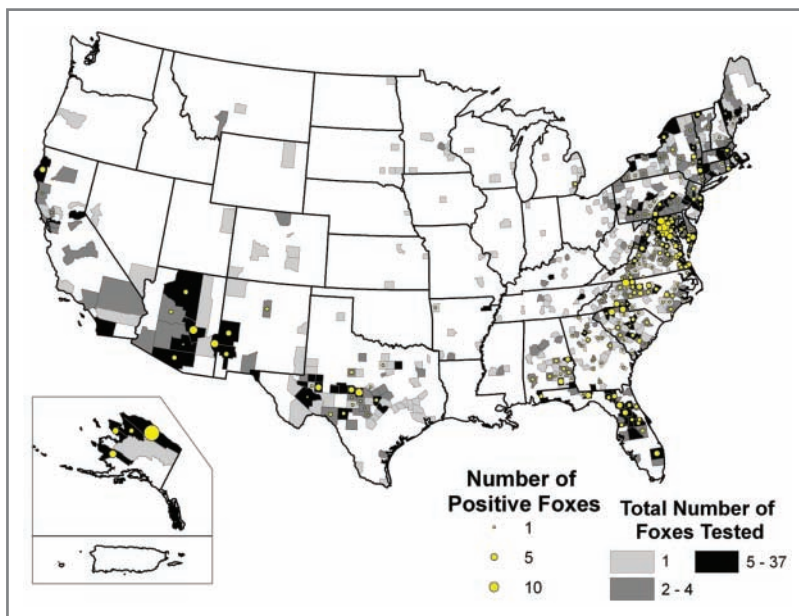 Number of
Positive Foxes
1
5
10
Total Number of
Foxes Tested
1
5 - 37
2 - 4